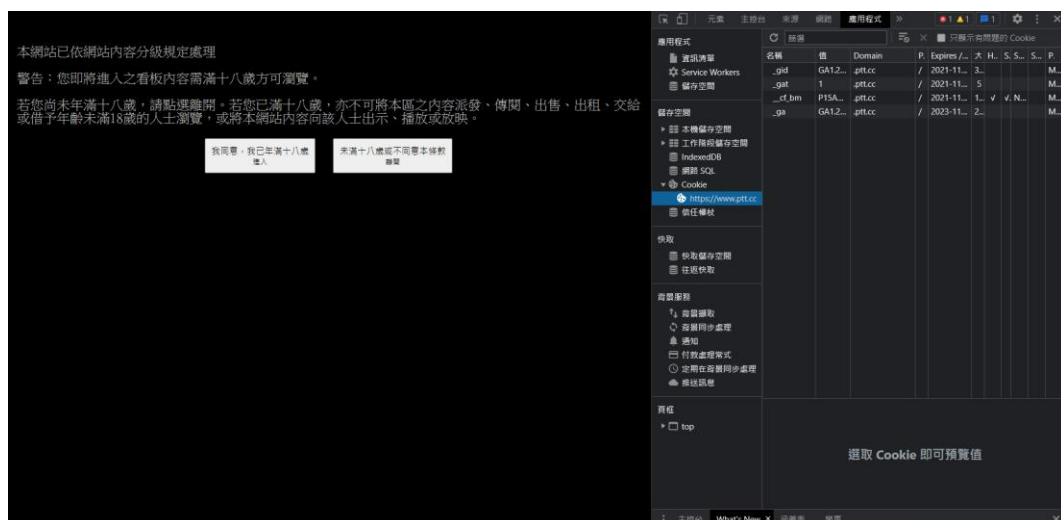 本網站已依網站內容分級規定處理
警告：您即將進入之看板內容需滿十八歲方可瀏覽。
若您尚未年滿十八歲，請點選離開。若您已滿十八歲，亦不可將本區之內容派發、傳閱、出售、出租、交給
或借予年齡未滿18歲的人士瀏覽，或將本網站內容向該人士出示、播放或放映。
我同意，我已年滿十八歲
進入
未滿十八歲或不同意本條款
離開
元素 主控台 來源 網路 應用程式 » 1 1 1
應用程式
資訊清單
Service Workers
儲存空間
儲存空間
本機儲存空間
工作階段儲存空間
IndexedDB
網路 SQL
Cookie
https://www.ptt.cc
信任權杖
快取
快取儲存空間
往返快取
背景服務
背景擷取
背景同步處理
通知
付款處理常式
定期在背景同步處理
推送訊息
頁框
top
篩選 只顯示有問題的 Cookie
名稱 值 Domain P. Expires /... 大 H.. S. S... S... P.
_gid GA1.2... .ptt.cc / 2021-11... 3... M...
_gat 1 .ptt.cc / 2021-11... 5 M...
__cf_bm P15A... .ptt.cc / 2021-11... 1... √ √. N... M...
_ga GA1.2... .ptt.cc / 2023-11... 2... M...
選取 Cookie 即可預覽值
主控台 What's New ×